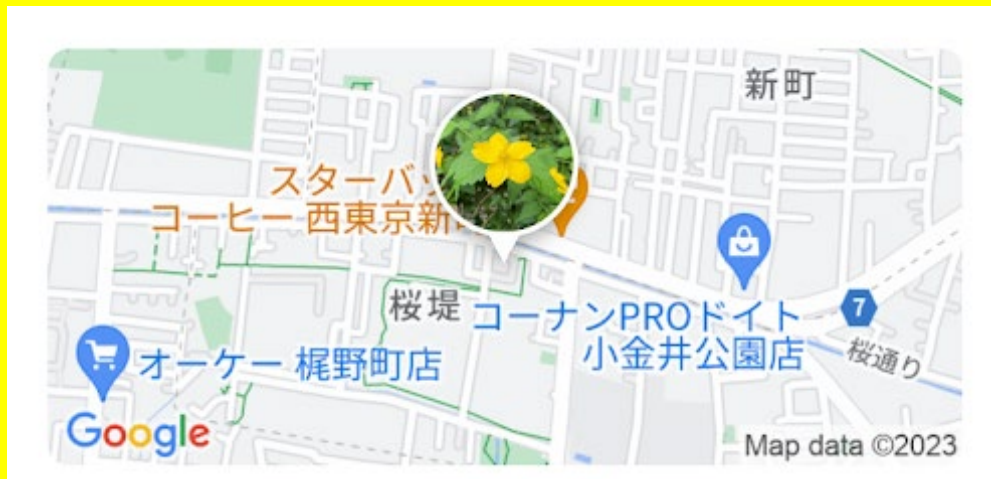 新町
スターバッ
コーヒー 西東京新
桜堤
コーナンPROドイト
小金井公園店
7
桜通り
オーケー 梶野町店
Google
Map data ©2023